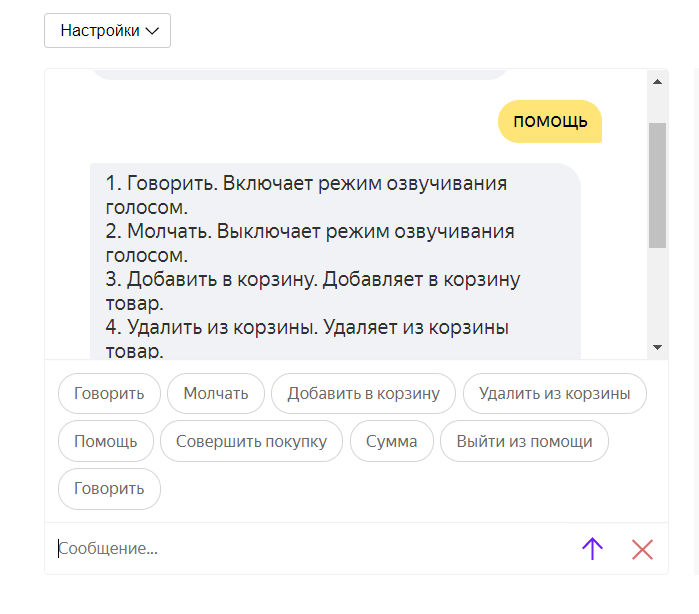 Настройки
помощь
1. Говорить. Включает режим озвучивания
голосом.
2. Молчать. Выключает режим озвучивания
голосом.
3. Добавить в корзину. Добавляет в корзину
товар.
4. Удалить из корзины. Удаляет из корзины
товар.
Говорить Молчать Добавить в корзину Удалить из корзины
Помощь Совершить покупку Сумма Выйти из помощи
Говорить
Сообщение...